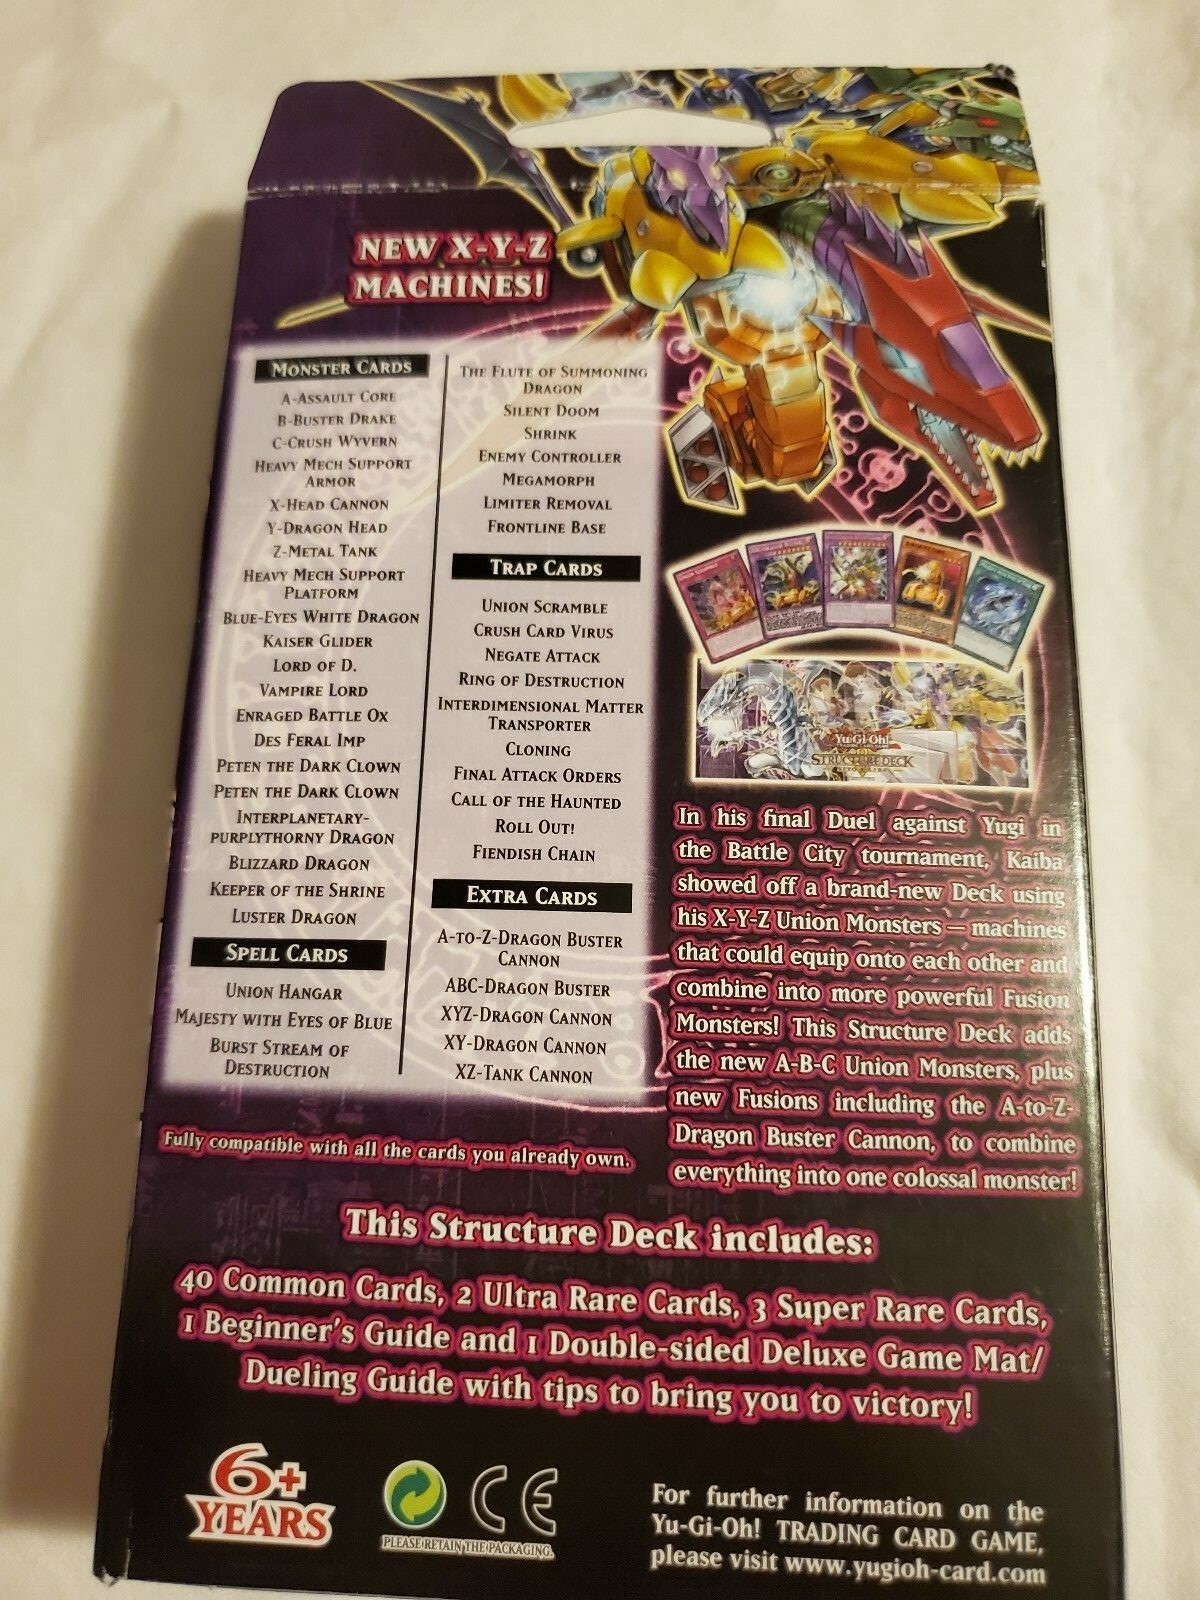 NEW X-Y-Z
MACHINES!
MONSTER CARDS
A-ASSAULT CORE
B-BUSTER DRAKE
C-CRUSH WYVERN
HEAVY MECH SUPPORT
ARMOR
X-HEAD CANNON
Y-DRAGON HEAD
Z-METAL TANK
HEAVY MECH SUPPORT
PLATFORM
BLUE-EYES WHITE DRAGON
KAISER GLIDER
LORD OF D.
VAMPIRE LORD
ENRAGED BATTLE OX
DES FERAL IMP
PETEN THE DARK CLOWN
PETEN THE DARK CLOWN
INTERPLANETARY-
PURPLYTHORNY DRAGON
BLIZZARD DRAGON
KEEPER OF THE SHRINE
LUSTER DRAGON
SPELL CARDS
UNION HANGAR
MAJESTY WITH EYES OF BLUE
BURST STREAM OF
DESTRUCTION
THE FLUTE OF SUMMONING
DRAGON
SILENT DOOM
SHRINK
ENEMY CONTROLLER
MEGAMORPH
LIMITER REMOVAL
FRONTLINE BASE
TRAP CARDS
UNION SCRAMBLE
CRUSH CARD VIRUS
NEGATE ATTACK
RING OF DESTRUCTION
INTERDIMENSIONAL MATTER
TRANSPORTER
CLONING
FINAL ATTACK ORDERS
CALL OF THE HAUNTED
ROLL OUT!
FIENDISH CHAIN
EXTRA CARDS
A-TO-Z-DRAGON BUSTER
CANNON
ABC-DRAGON BUSTER
XYZ-DRAGON CANNON
XY-DRAGON CANNON
XZ-TANK CANNON
Yu-Gi-Oh!
STRUCTURE DECK
In his final Duel against Yugi in
the Battle City tournament, Kaiba
showed off a brand-new Deck using
his X-Y-Z Union Monsters — machines
that could equip onto each other and
combine into more powerful Fusion
Monsters! This Structure Deck adds
the new A-B-C Union Monsters, plus
new Fusions including the A-to-Z-
Dragon Buster Cannon, to combine
everything into one colossal monster!
Fully compatible with all the cards you already own.
This Structure Deck includes:
40 Common Cards, 2 Ultra Rare Cards, 3 Super Rare Cards,
1 Beginner's Guide and 1 Double-sided Deluxe Game Mat/
Dueling Guide with tips to bring you to victory!
6+
YEARS
CE
PLEASE RETAIN THE PACKAGING.
For further information on the
Yu-Gi-Oh! TRADING CARD GAME,
please visit www.yugioh-card.com